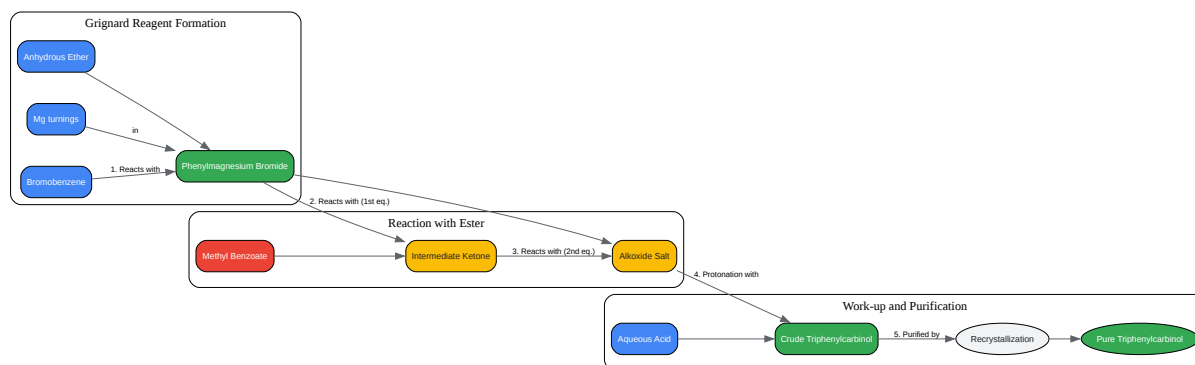 Grignard Reagent Formation
Anhydrous Ether
Mg turnings
in
Bromobenzene
1. Reacts with
Phenylmagnesium Bromide
2. Reacts with (1st eq.)
Reaction with Ester
Methyl Benzoate
Intermediate Ketone
3. Reacts with (2nd eq.)
Alkoxide Salt
4. Protonation with
Work-up and Purification
Aqueous Acid
Crude Triphenylcarbinol
5. Purified by
Recrystallization
Pure Triphenylcarbinol